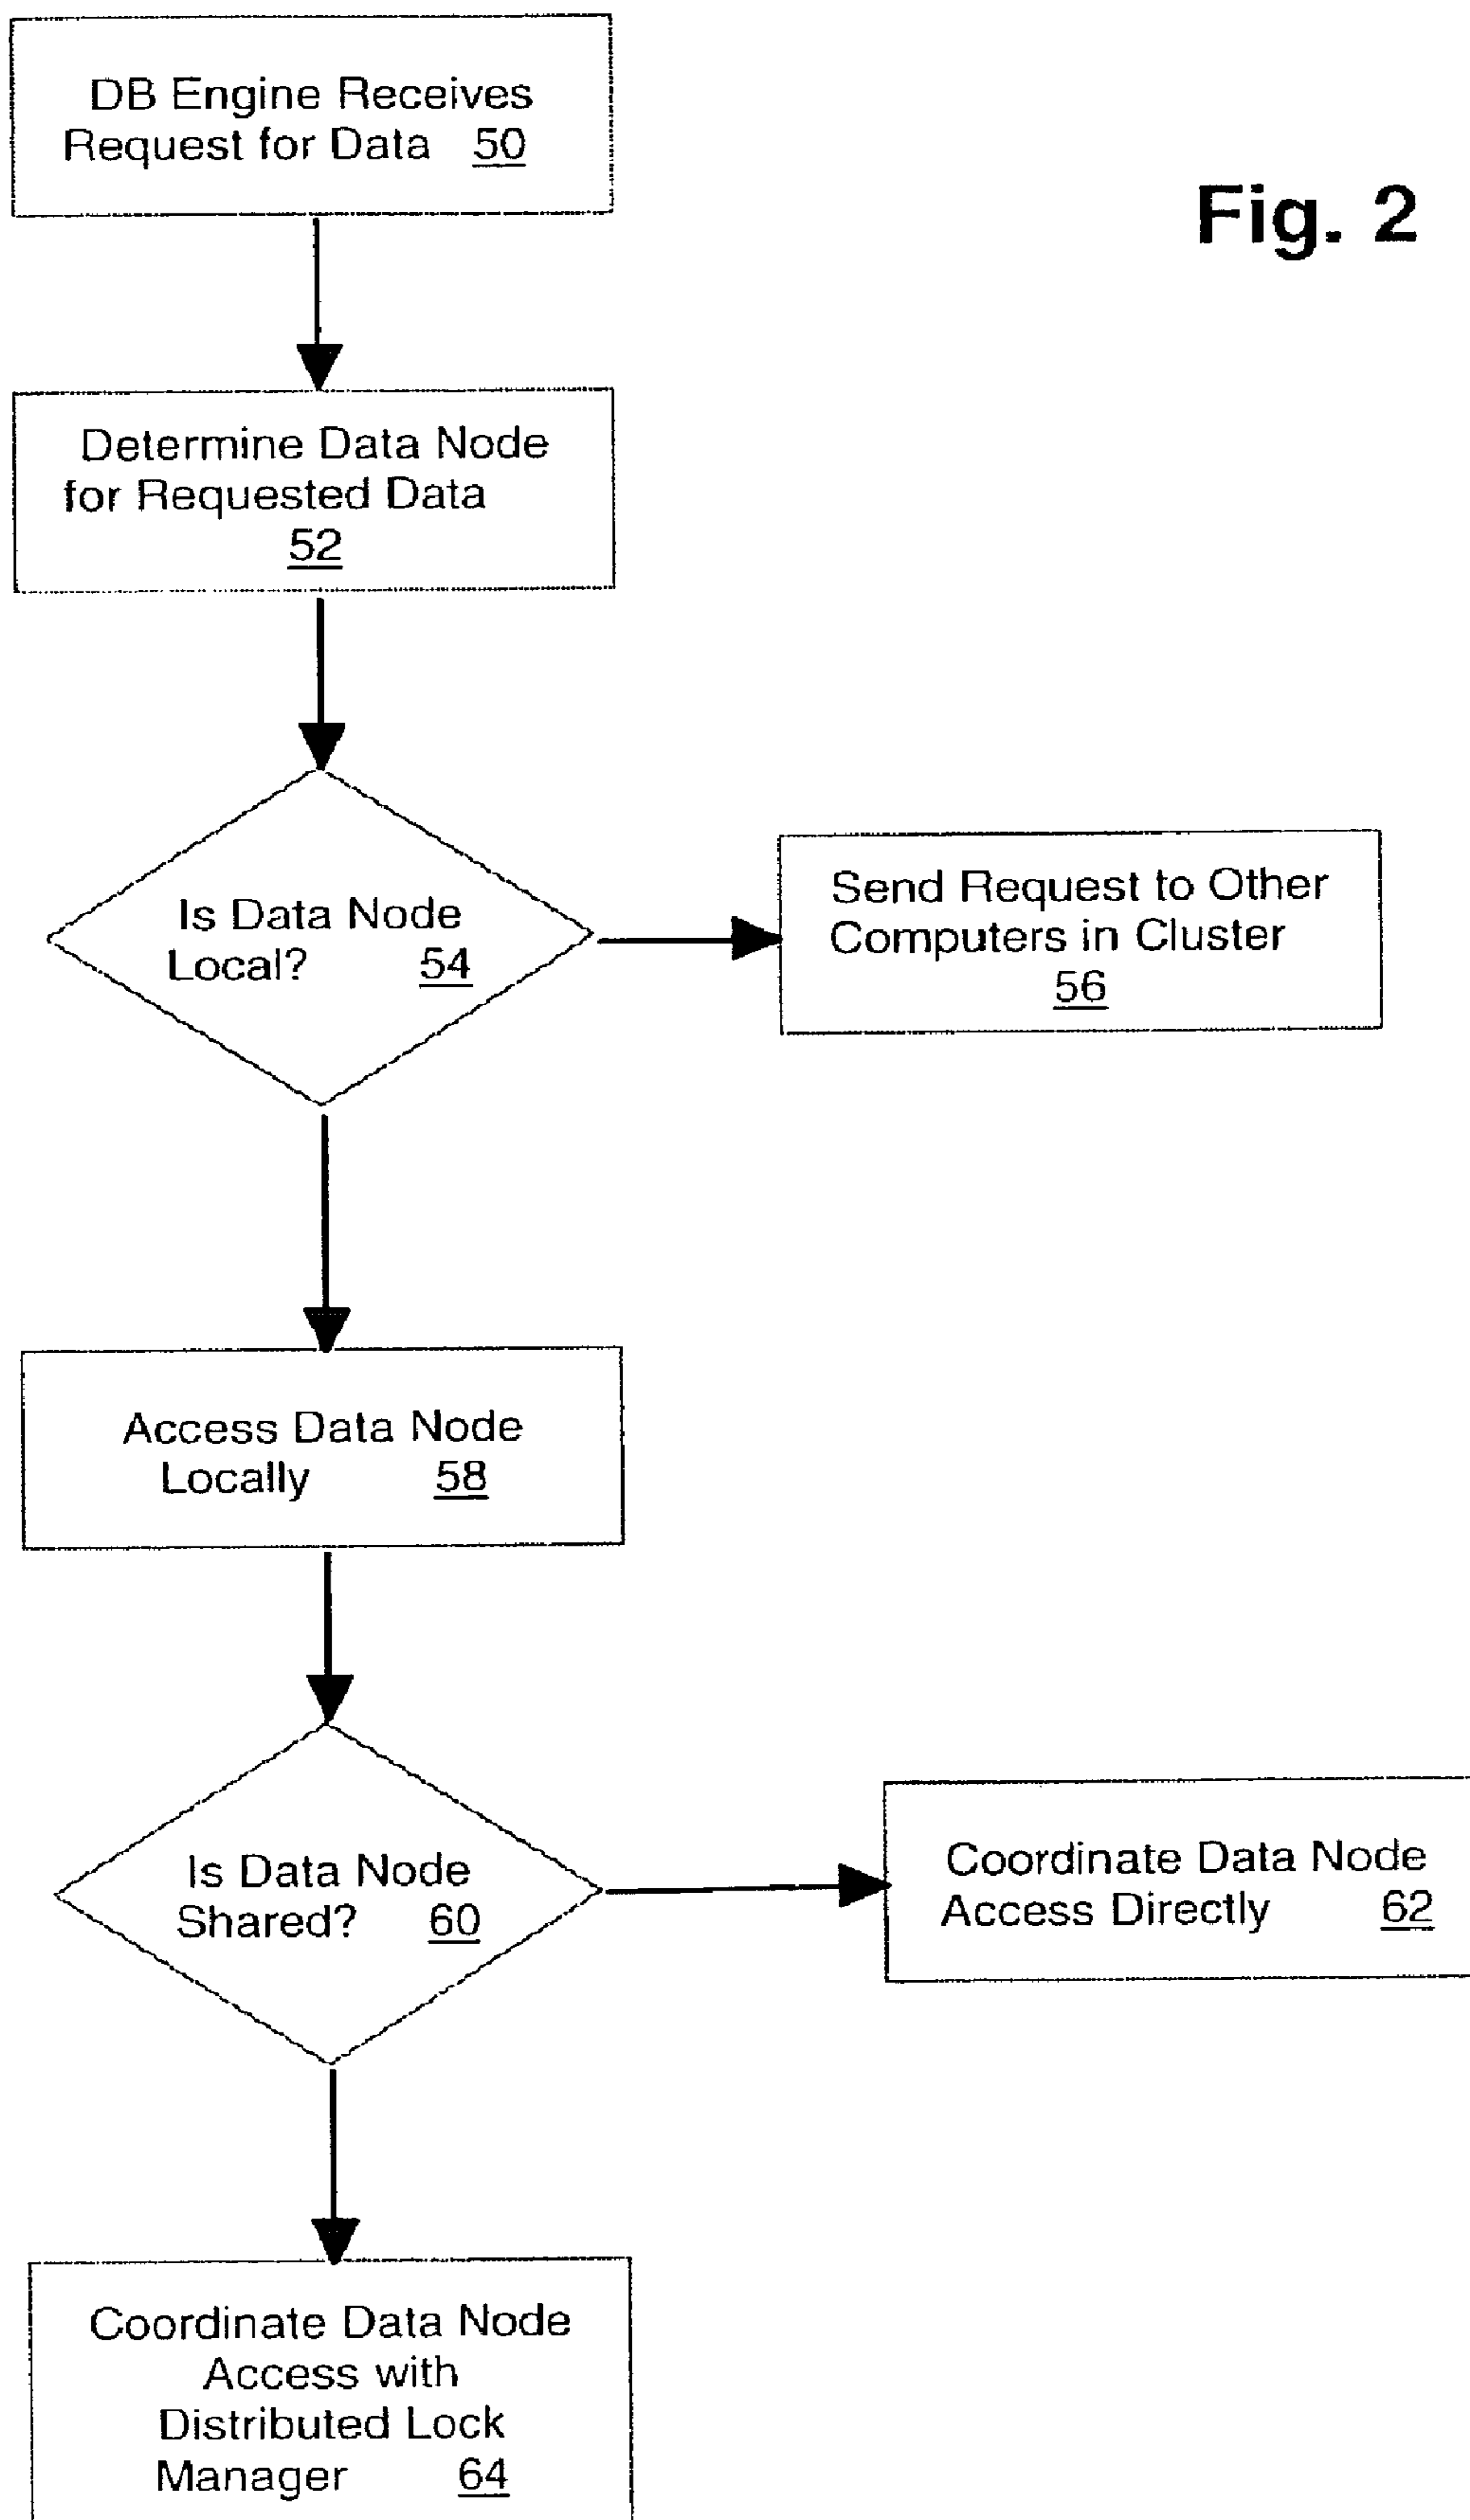 DB Engine Receives
Request for Data 50
Fig. 2
Determine Data Node
for Requested Data
52
Is Data Node
Local? 54
Send Request to Other
Computers in Cluster
56
Access Data Node
Locally 58
Is Data Node
Shared? 60
Coordinate Data Node
Access Directly 62
Coordinate Data Node
Access with
Distributed Lock
Manager 64